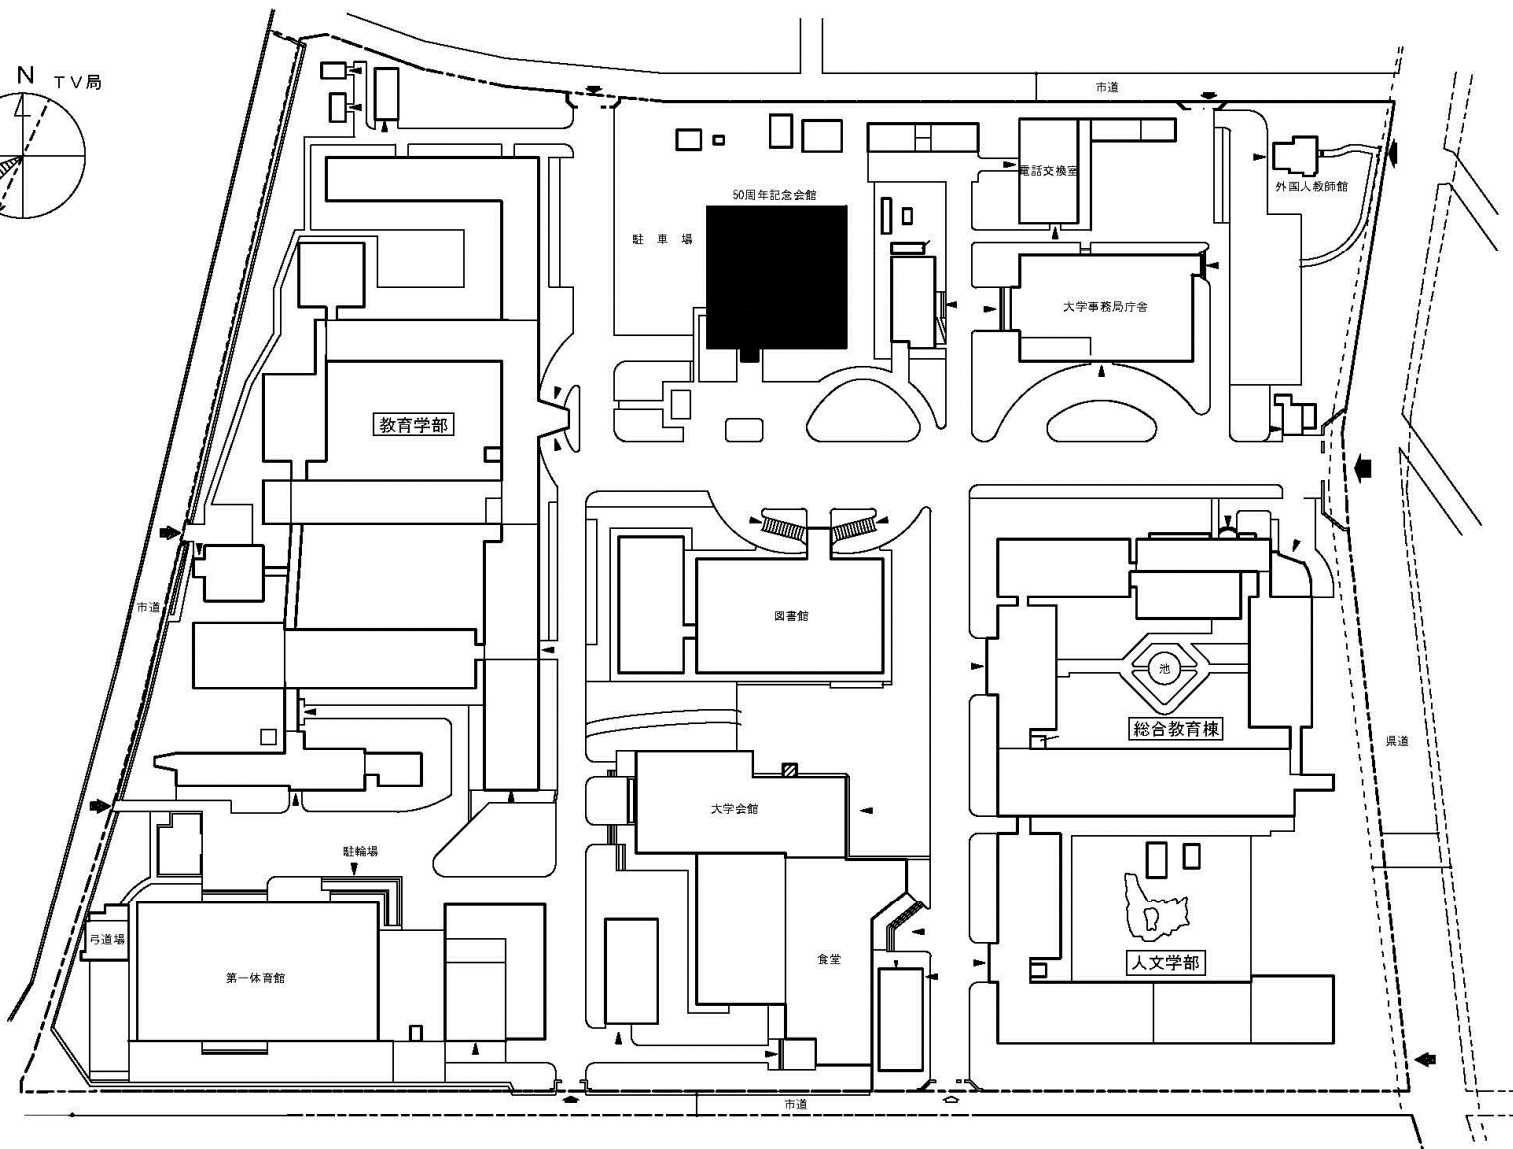 N
TV局
市道
電話交換室
外国人教師館
50周年記念会館
駐車場
大学事務局庁舎
教育学部
図書館
市道
池
総合教育棟
県道
大学会館
駐輪場
弓道場
第一体育館
食堂
人文学部
市道